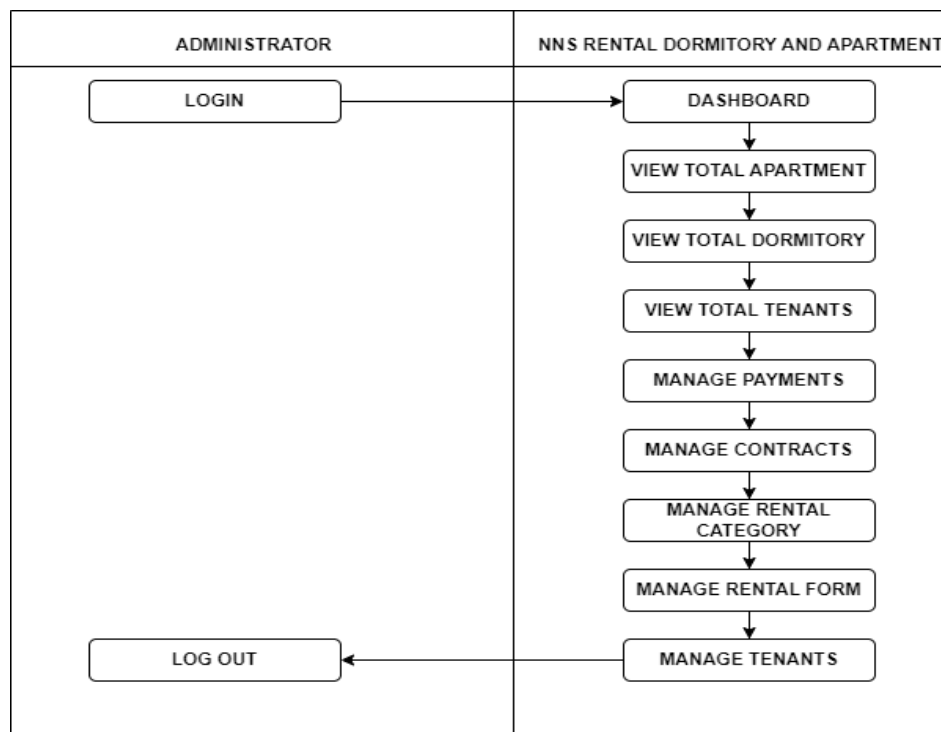 ADMINISTRATOR
NNS RENTAL DORMITORY AND APARTMENT
LOGIN
DASHBOARD
VIEW TOTAL APARTMENT
VIEW TOTAL DORMITORY
VIEW TOTAL TENANTS
MANAGE PAYMENTS
MANAGE CONTRACTS
MANAGE RENTAL
CATEGORY
MANAGE RENTAL FORM
LOG OUT
MANAGE TENANTS